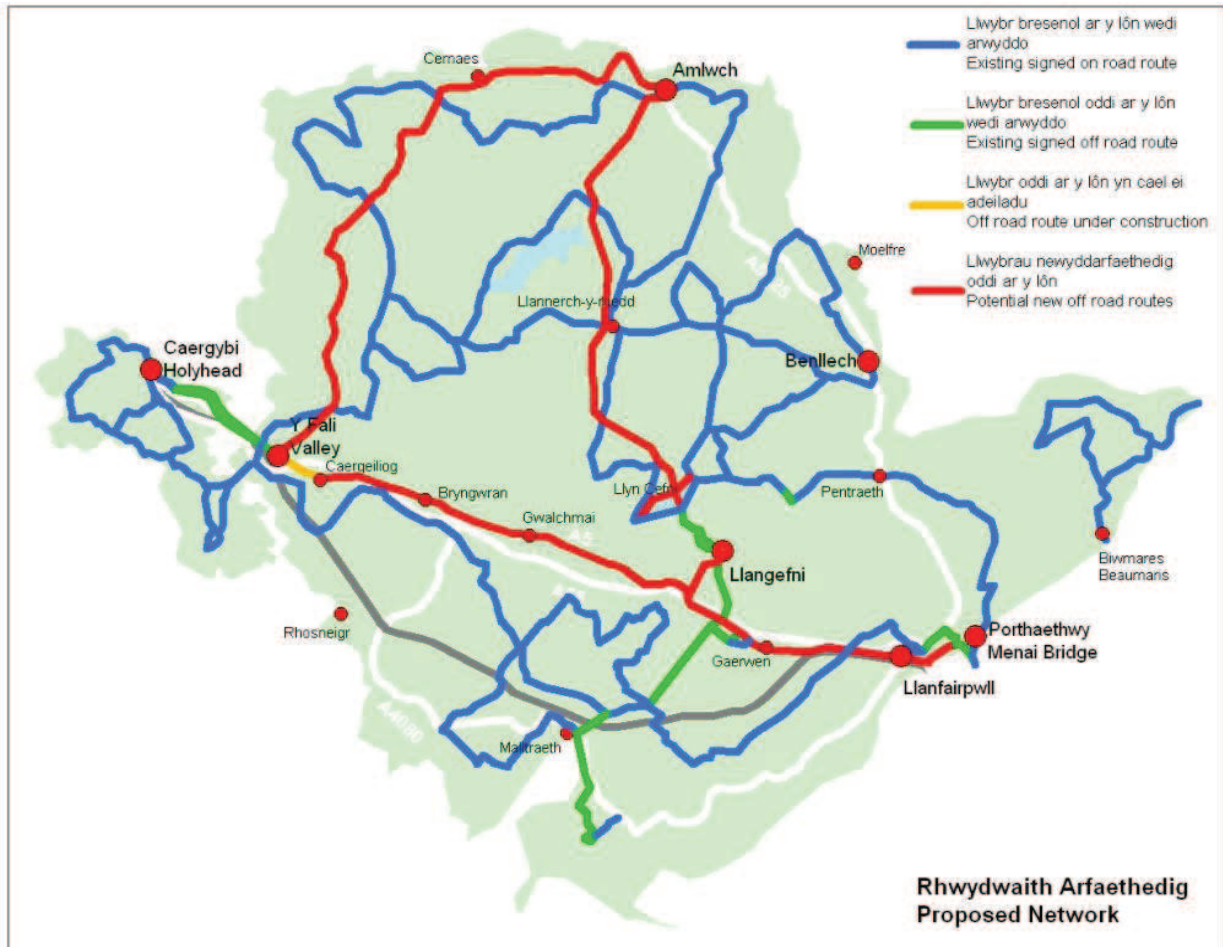 Llwybr bresenol ar y lôn wedi
arwyddo
Existing signed on road route
Llwybr bresenol oddi ar y lôn
wedi arwyddo
Existing signed off road route
Llwybr oddi ar y lôn yn cael ei
adeiladu
Off road route under construction
Llwybrau newyddarfaethedig
oddi ar y lôn
Potential new off road routes
Cemaes
Amlwch
Moelfre
Caergybi
Holyhead
Benllech
Y Fali
Valley
Caergeiliog
Bryngwran
Gwalchmai
Pentraeth
Llangefni
Biwmares
Beaumaris
Rhosneigr
Gaerwen
Porthaethwy
Menai Bridge
Llanfairpwll
Malltraeth
A4080
Rhwydwaith Arfaethedig
Proposed Network